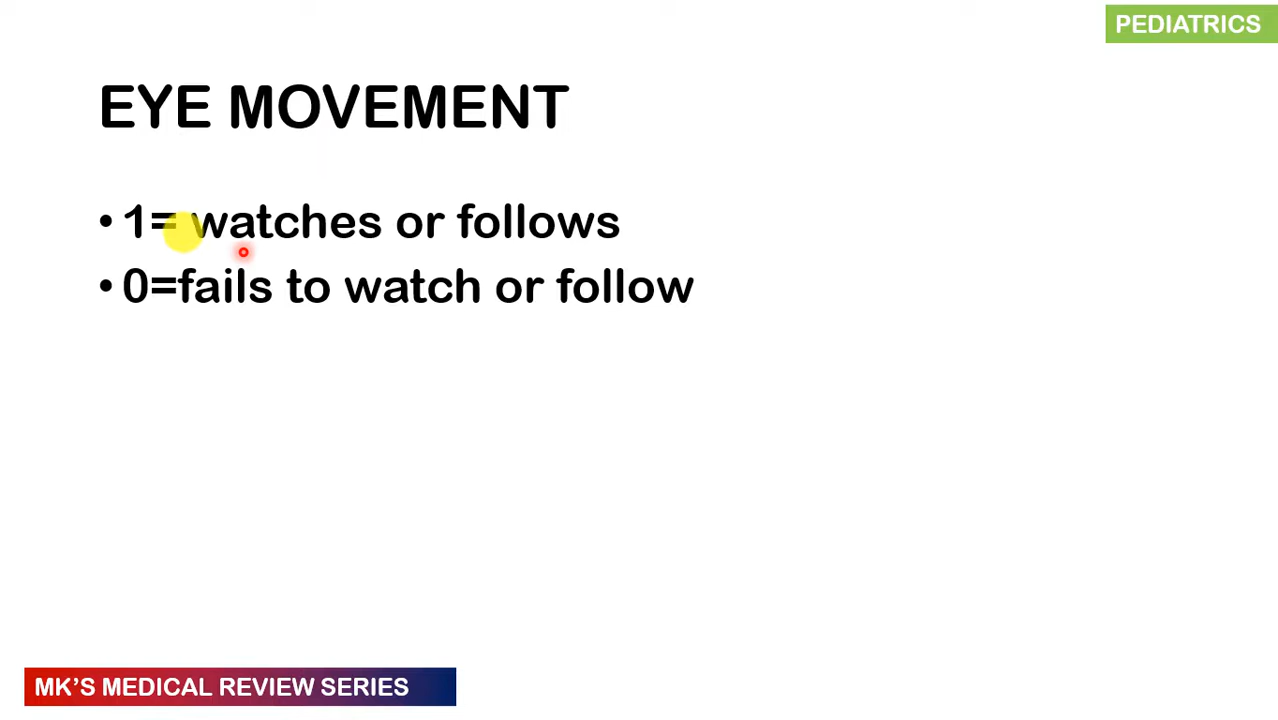 PEDIATRICS
EYE MOVEMENT
• 1= watches or follows
• 0=fails to watch or follow
MK'S MEDICAL REVIEW SERIES